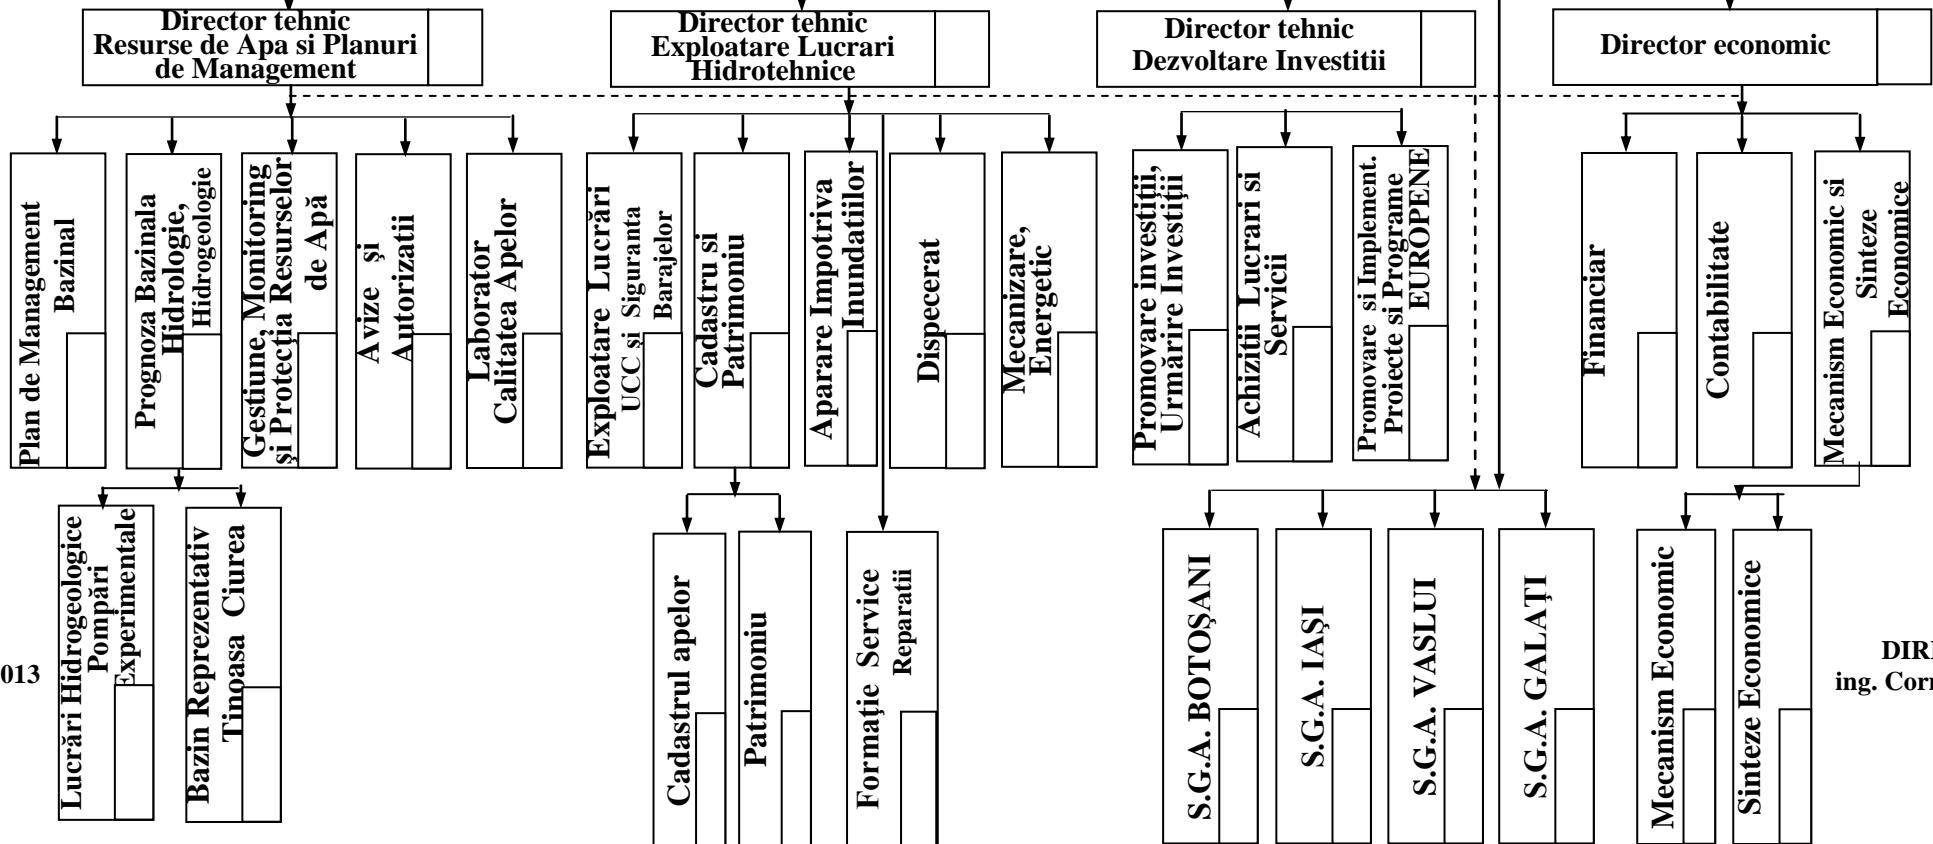 Director tehnic
Resurse de Apa si Planuri
de Management
Director tehnic
Exploatare Lucrari
Hidrotehnice
Director tehnic
Dezvoltare Investitii
Director economic
Plan de Management
Bazinal
Prognoza Bazinala
Hidrologie,
Hidrogeologie
Gestiune, Monitoring
şi Protecţia Resurselor
de Apă
Avize şi
Autorizatii
Laborator
Calitatea Apelor
Exploatare Lucrări
UCC şi Siguranta
Barajelor
Cadastru si
Patrimoniu
Aparare Impotriva
Inundatiilor
Dispecerat
Mecanizare,
Energetic
Promovare investiţii,
Urmărire Investiţii
Achizitii Lucrari si
Servicii
Promovare si Implement.
Proiecte si Programe
EUROPENE
Financiar
Contabilitate
Mecanism Economic si
Sinteze
Economice
Lucrări Hidrogeologice
Pompări
Experimentale
Bazin Reprezentativ
Tinoasa Ciurea
Cadastrul apelor
Patrimoniu
Formaţie Service
Reparatii
S.G.A. BOTOŞANI
S.G.A. IAŞI
S.G.A. VASLUI
S.G.A. GALAŢI
Mecanism Economic
Sinteze Economice
013
ing.